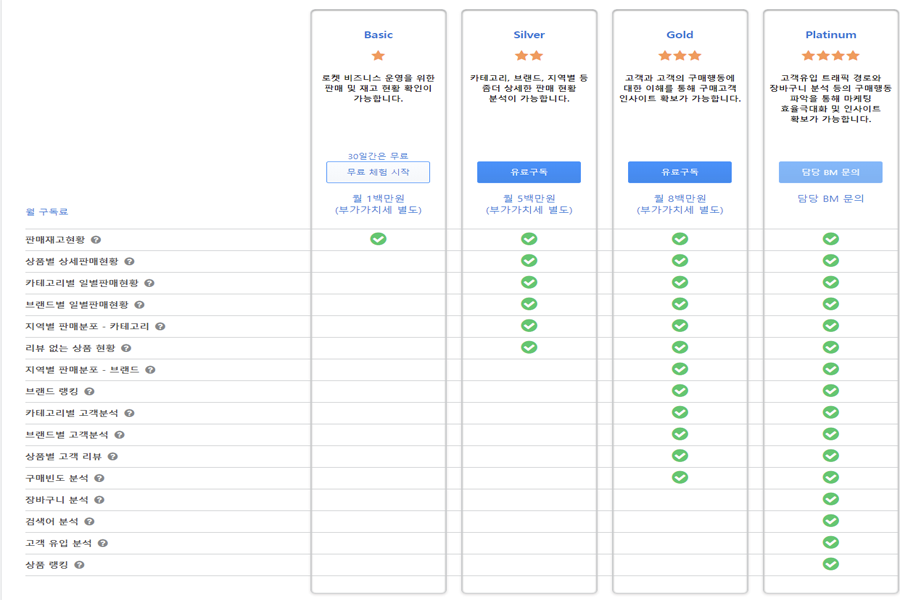 Basic
로켓 비즈니스 운영을 위한
판매 및 재고 현황 확인이
가능합니다.
30일간은 무료
무료 체험 시작
월 1백만원
(부가가치세 별도)
Silver
카테고리, 브랜드, 지역별 등
좀더 상세한 판매 현황
분석이 가능합니다.
유료구독
월 5백만원
(부가가치세 별도)
Gold
고객과 고객의 구매행동에
대한 이해를 통해 구매고객
인사이트 확보가 가능합니다.
유료구독
월 8백만원
(부가가치세 별도)
Platinum
고객유입 트래픽 경로와
장바구니 분석 등의 구매행동
파악을 통해 마케팅
효율극대화 및 인사이트
확보가 가능합니다.
담당 BM 문의
담당 BM 문의
월 구독료
판매재고현황 ?
상품별 상세판매현황 ?
카테고리별 일별판매현황 ?
브랜드별 일별판매현황 ?
지역별 판매분포 - 카테고리 ?
리뷰 없는 상품 현황 ?
지역별 판매분포 - 브랜드 ?
브랜드 랭킹 ?
카테고리별 고객분석 ?
브랜드별 고객분석 ?
상품별 고객 리뷰 ?
구매빈도 분석 ?
장바구니 분석 ?
검색어 분석 ?
고객 유입 분석 ?
상품 랭킹 ?